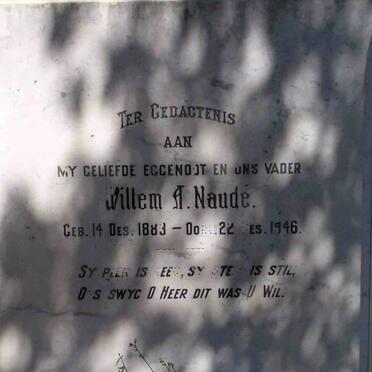 TER GEDAGTENIS
AAN
MY GELIEFDE EGGENOOT EN ONS VADER
Willem A. Naudé.
GEB. 14 DES. 1883 – 22 DES. 1946.
SY PLEK IS LEEG, SY STEM IS STIL,
ONS SWYG O HEER DIT WAS U WIL.